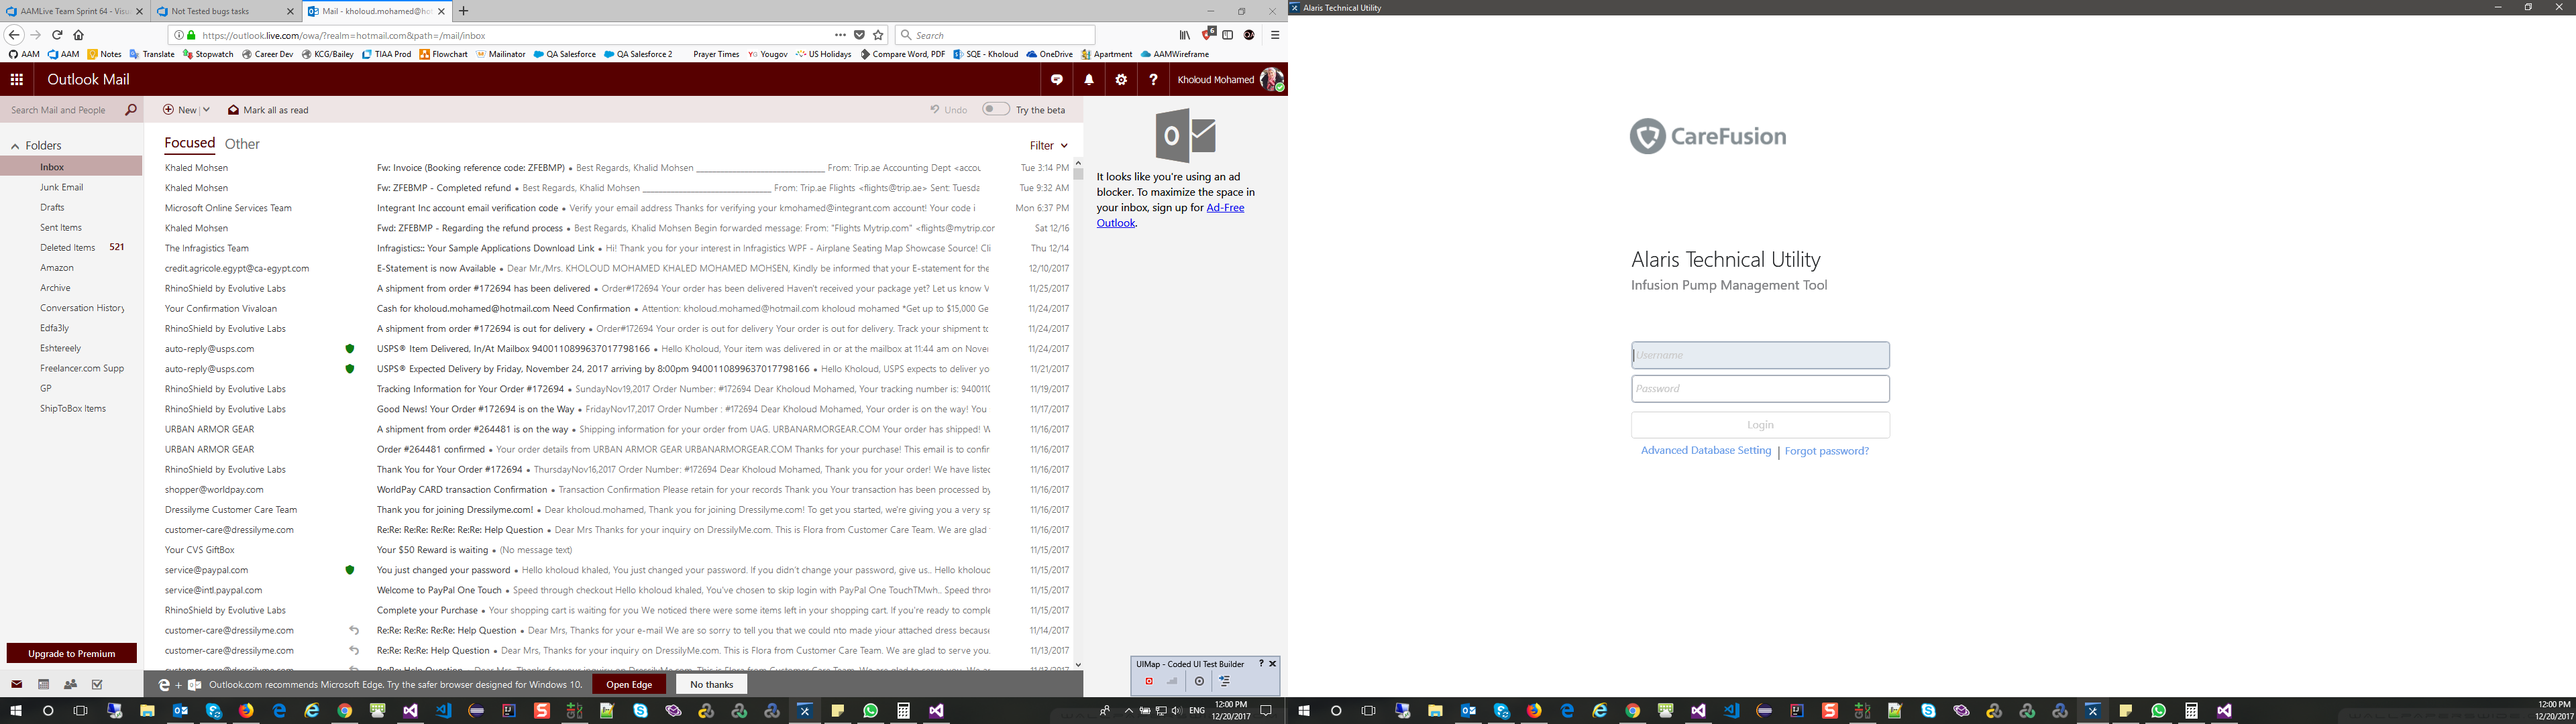 AAMLive Team Sprint 64 - Visu
Not Tested bugs tasks
Mail - kholoud.mohamed@hot
https://outlook.live.com/owa/?realm=hotmail.com&path=/mail/inbox
Search
6
AAM
AAM
Notes
Translate
Stopwatch
Career Dev
KCG/Bailey
TIAA Prod
Flowchart
Mailinator
QA Salesforce
QA Salesforce 2
Prayer Times
YG Yougov
US Holidays
Compare Word, PDF
SQE - Kholoud
OneDrive
Apartment
AAMWireframe
Outlook Mail
Kholoud Mohamed
Search Mail and People
New
Mark all as read
Undo
Try the beta
Folders
Inbox
Junk Email
Drafts
Sent Items
Deleted Items 521
Amazon
Archive
Conversation History
Edfa3ly
Eshtereely
Freelancer.com Supp
GP
ShipToBox Items
Upgrade to Premium
Focused Other
Filter
Khaled Mohsen Fw: Invoice (Booking reference code: ZFEBMP) • Best Regards, Khalid Mohsen From: Trip.ae Accounting Dept <accou Tue 3:14 PM
Khaled Mohsen Fw: ZFEBMP - Completed refund • Best Regards, Khalid Mohsen From: Trip.ae Flights <flights@trip.ae> Sent: Tuesda Tue 9:32 AM
Microsoft Online Services Team Integrant Inc account email verification code • Verify your email address Thanks for verifying your kmohamed@integrant.com account! Your code i Mon 6:37 PM
Khaled Mohsen Fwd: ZFEBMP - Regarding the refund process • Best Regards, Khalid Mohsen Begin forwarded message: From: "Flights Mytrip.com" <flights@mytrip.cor Sat 12/16
The Infragistics Team Infragistics:: Your Sample Applications Download Link • Hi! Thank you for your interest in Infragistics WPF - Airplane Seating Map Showcase Source! Cli Thu 12/14
credit.agricole.egypt@ca-egypt.com E-Statement is now Available • Dear Mr./Mrs. KHOLOUD MOHAMED KHALED MOHAMED MOHSEN, Kindly be informed that your E-statement for the 12/10/2017
RhinoShield by Evolutive Labs A shipment from order #172694 has been delivered • Order#172694 Your order has been delivered Haven't received your package yet? Let us know V 11/25/2017
Your Confirmation Vivaloan Cash for kholoud.mohamed@hotmail.com Need Confirmation • Attention: kholoud.mohamed@hotmail.com kholoud mohamed *Get up to $15,000 Ge 11/24/2017
RhinoShield by Evolutive Labs A shipment from order #172694 is out for delivery • Order#172694 Your order is out for delivery Your order is out for delivery. Track your shipment tc 11/24/2017
auto-reply@usps.com USPS® Item Delivered, In/At Mailbox 9400110899637017798166 • Hello Kholoud, Your item was delivered in or at the mailbox at 11:44 am on Noven 11/24/2017
auto-reply@usps.com USPS® Expected Delivery by Friday, November 24, 2017 arriving by 8:00pm 9400110899637017798166 • Hello Kholoud, USPS expects to deliver yo 11/21/2017
RhinoShield by Evolutive Labs Tracking Information for Your Order #172694 • SundayNov19,2017 Order Number: #172694 Dear Kholoud Mohamed, Your tracking number is: 940011( 11/19/2017
RhinoShield by Evolutive Labs Good News! Your Order #172694 is on the Way • FridayNov17,2017 Order Number : #172694 Dear Kholoud Mohamed, Your order is on the way! You 11/17/2017
URBAN ARMOR GEAR A shipment from order #264481 is on the way • Shipping information for your order from UAG. URBANARMORGEAR.COM Your order has shipped! W 11/16/2017
URBAN ARMOR GEAR Order #264481 confirmed • Your order details from URBAN ARMOR GEAR URBANARMORGEAR.COM Thanks for your purchase! This email is to confir 11/16/2017
RhinoShield by Evolutive Labs Thank You for Your Order #172694 • ThursdayNov16,2017 Order Number: #172694 Dear Kholoud Mohamed, Thank you for your order! We have listec 11/16/2017
shopper@worldpay.com WorldPay CARD transaction Confirmation • Transaction Confirmation Please retain for your records Thank you Your transaction has been processed by 11/16/2017
Dressilyme Customer Care Team Thank you for joining Dressilyme.com! • Dear kholoud.mohamed, Thank you for joining Dressilyme.com! To get you started, we're giving you a very sp 11/16/2017
customer-care@dressilyme.com Re:Re: Re:Re: Re:Re: Help Question • Dear Mrs Thanks for your inquiry on DressilyMe.com. This is Flora from Customer Care Team. We are glad 11/16/2017
Your CVS GiftBox Your $50 Reward is waiting • (No message text) 11/15/2017
service@paypal.com You just changed your password • Hello kholoud khaled, You just changed your password. If you didn't change your password, give us.. Hello kholoud 11/15/2017
service@intl.paypal.com Welcome to PayPal One Touch • Speed through checkout Hello kholoud khaled, You've chosen to skip login with PayPal One TouchTMwh.. Speed throu 11/15/2017
RhinoShield by Evolutive Labs Complete your Purchase • Your shopping cart is waiting for you We noticed there were some items left in your shopping cart. If you're ready to comple 11/15/2017
customer-care@dressilyme.com Re:Re: Re:Re: Re:Re: Help Question • Dear Mrs, Thanks for your e-mail We are so sorry to tell you that we could nto made yiour attached dress because 11/14/2017
customer-care@dressilyme.com Re:Re: Re:Re: Help Question • Dear Mrs, Thanks for your inquiry on DressilyMe.com. This is Flora from Customer Care Team. We are glad to serve you. 11/13/2017
It looks like you're using an ad
blocker. To maximize the space in
your inbox, sign up for Ad-Free
Outlook.
UIMap - Coded UI Test Builder
Outlook.com recommends Microsoft Edge. Try the safer browser designed for Windows 10.
Open Edge
No thanks
ENG
12:00 PM
12/20/2017
Alaris Technical Utility
CareFusion
Alaris Technical Utility
Infusion Pump Management Tool
Username
Password
Login
Advanced Database Setting | Forgot password?
12:00 PM
12/20/2017